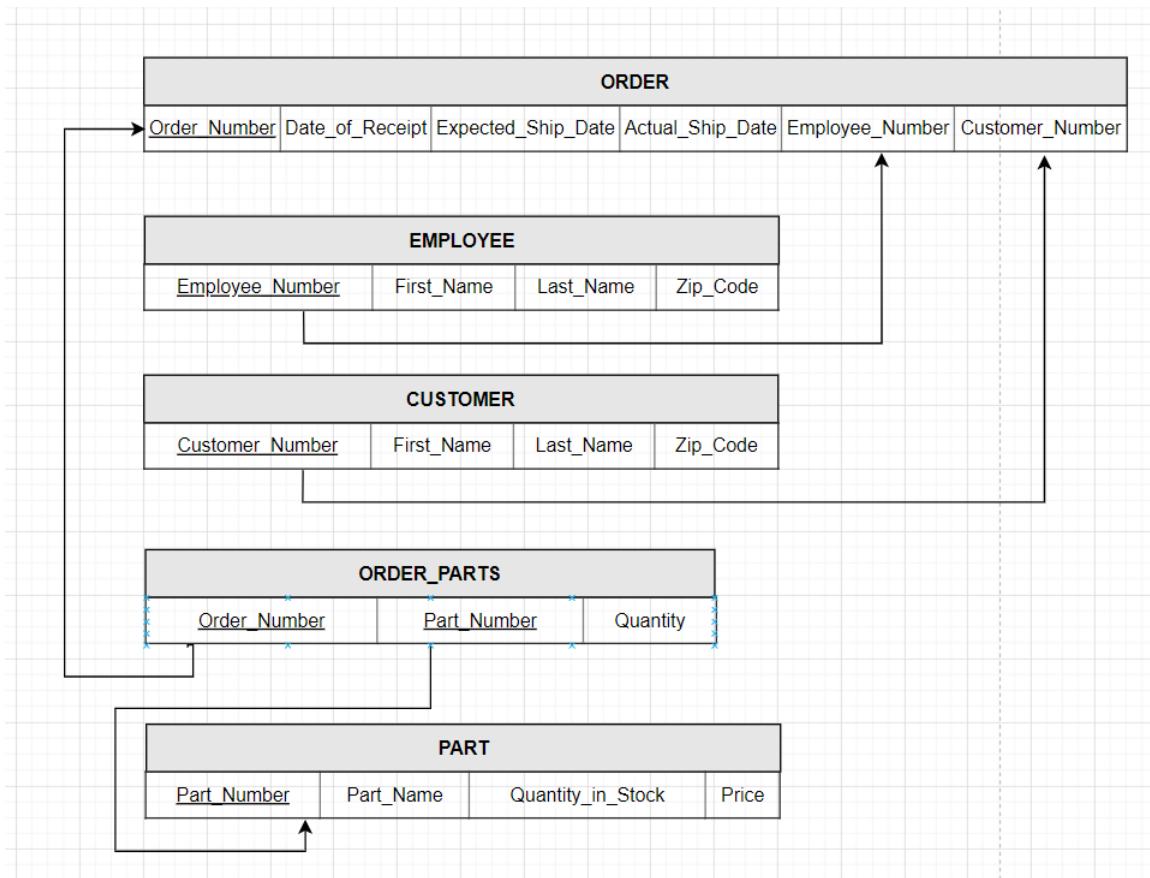 ORDER
Order_Number Date_of_Receipt Expected_Ship_Date Actual_Ship_Date Employee_Number Customer_Number
EMPLOYEE
Employee_Number First_Name Last_Name Zip_Code
CUSTOMER
Customer_Number First_Name Last_Name Zip_Code
ORDER_PARTS
Order_Number Part_Number Quantity
PART
Part_Number Part_Name Quantity_in_Stock Price